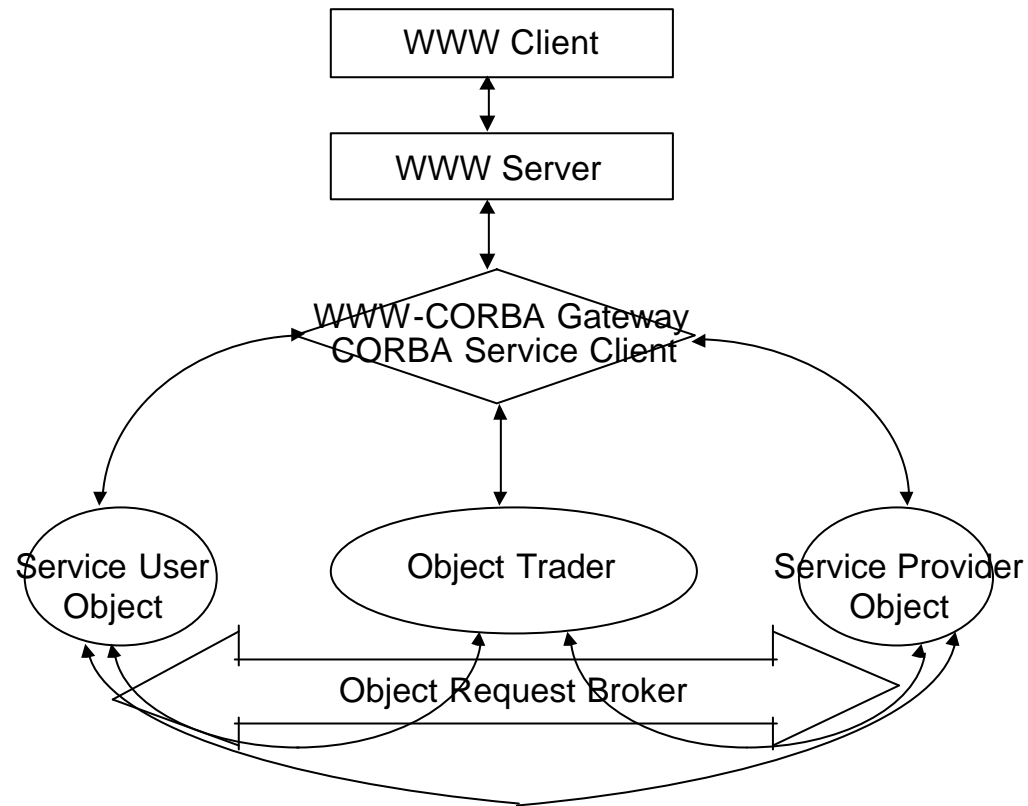 WWW Client
WWW Server
WWW-CORBA Gateway
CORBA Service Client
Service User
Object
Object Trader
Service Provider
Object
Object Request Broker